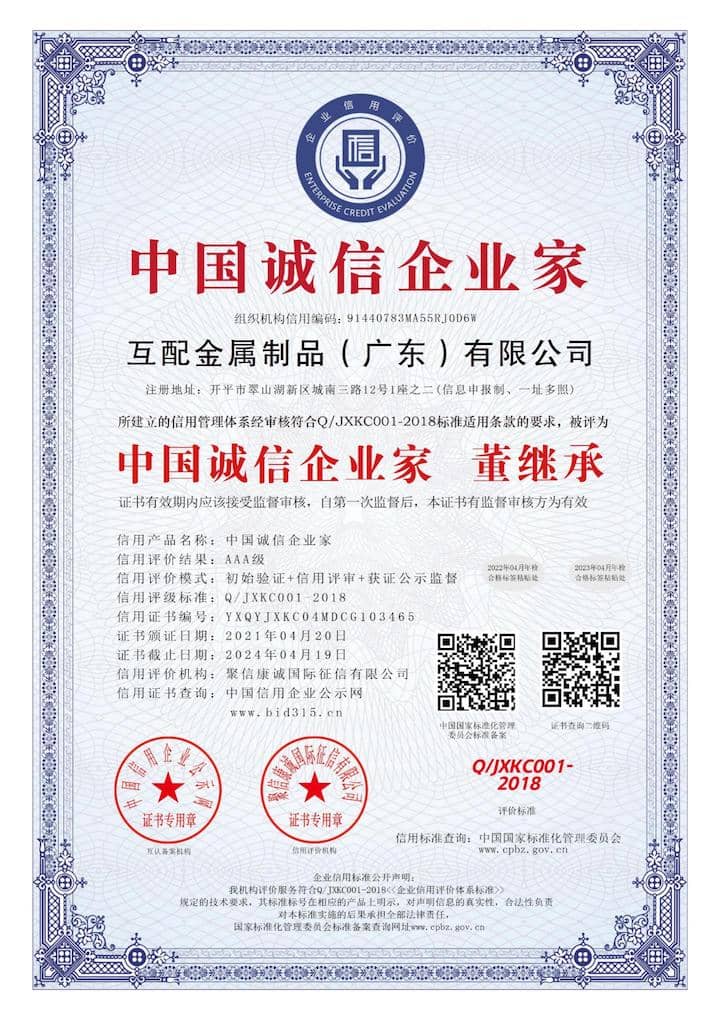 企业信用评价
信
ENTERPRISE CREDIT EVALUATION
中国诚信企业家
组织机构信用编码：91440783MA55RJ0D6W
互配金属制品（广东）有限公司
注册地址：开平市翠山湖新区城南三路12号1座之二(信息申报制、一址多照)
所建立的信用管理体系经审核符合Q/JXKC001-2018标准适用条款的要求，被评为
中国诚信企业家 董继承
证书有效期内应该接受监督审核，自第一次监督后，本证书有监督审核方为有效
信用产品名称：中国诚信企业家
信用评价结果：AAA级
信用评价模式：初始验证+信用评审+获证公示监督
信用评级标准：Q/JXKC001-2018
信用证书编号：YXQYJXKC04MDCG103465
证书颁证日期：2021年04月20日
证书截止日期：2024年04月19日
信用评价机构：聚信康诚国际征信有限公司
信用证书查询：中国信用企业公示网
www.bid315.cn
2022年04月年检
合格标签粘贴处
2023年04月年检
合格标签粘贴处
中国国家标准化管理
委员会标准备案
证书查询二维码
中国信用企业公示网
证书专用章
互认备案机构
聚信康诚国际征信有限公司
证书专用章
信用评价机构
Q/JXKC001-
2018
评价标准
信用标准查询：中国国家标准化管理委员会
www.cpbz.gov.cn
企业信用标准公开声明：
我机构评价服务符合Q/JXKC001-2018<<企业信用评价体系标准>>
规定的技术要求，其标准标号在相应的产品上明示，对声明信息的真实性，合法性负责
对本标准实施的后果承担全部法律责任，
国家标准化管理委员会标准备案查询网址www.cpbz.gov.cn